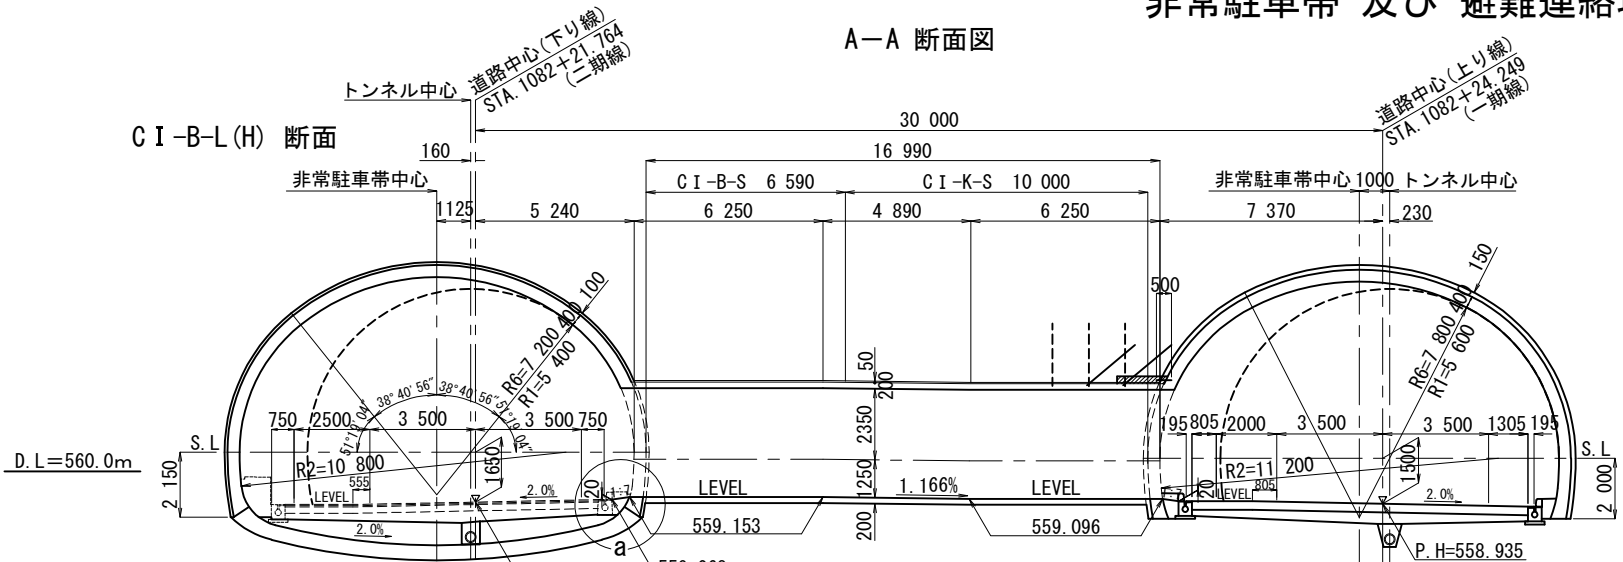 非常駐車帯 及び 避難連絡
A−A 断面図
道路中心(下り線)
STA.1082+21.764
(二期線)
トンネル中心
道路中心(上り線)
STA.1082+24.249
(一期線)
CⅠ-B-L(H) 断面
30 000
160
16 990
非常駐車帯中心
CⅠ-B-S 6 590
CⅠ-K-S 10 000
非常駐車帯中心
1000
トンネル中心
1125
5 240
6 250
4 890
6 250
7 370
230
100
400
R6=7 200
R1=5 400
500
150
400
R6=7 800
R1=5 600
50
200
38°40'56"
38°40'56"
51°19'04"
51°19'04"
750
2500
3 500
3 500
750
2350
195
805
2000
3 500
3 500
1305
195
S.L
S.L
D.L=560.0m
R2=10 800
1650
R2=11 200
1500
2 150
555
LEVEL
2.0%
20
1:7
LEVEL
1250
1.166%
LEVEL
20
LEVEL
805
2.0%
2 000
2.0%
a
559.153
200
559.096
P.H=558.935